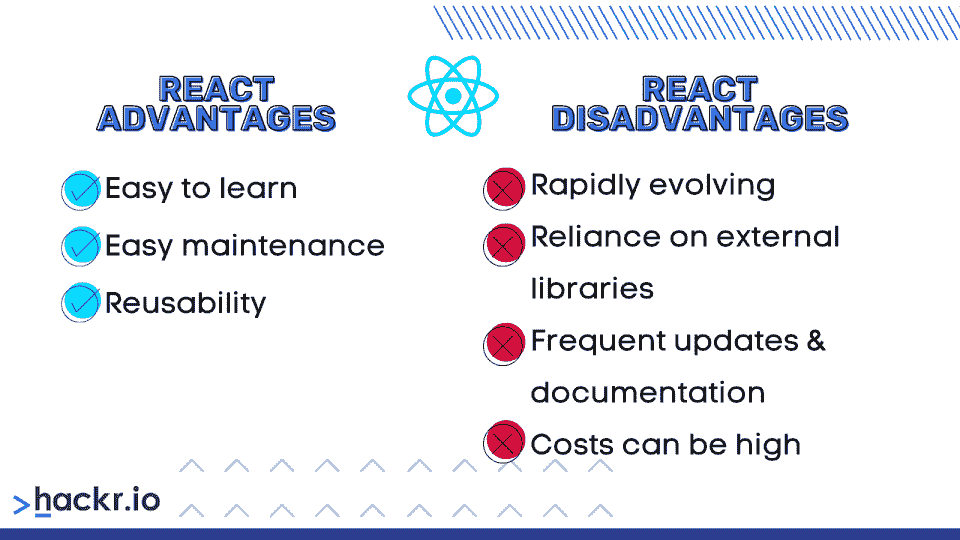 REACT
ADVANTAGES
Easy to learn
Easy maintenance
Reusability
REACT
DISADVANTAGES
Rapidly evolving
Reliance on external
libraries
Frequent updates &
documentation
Costs can be high
>hackr.io